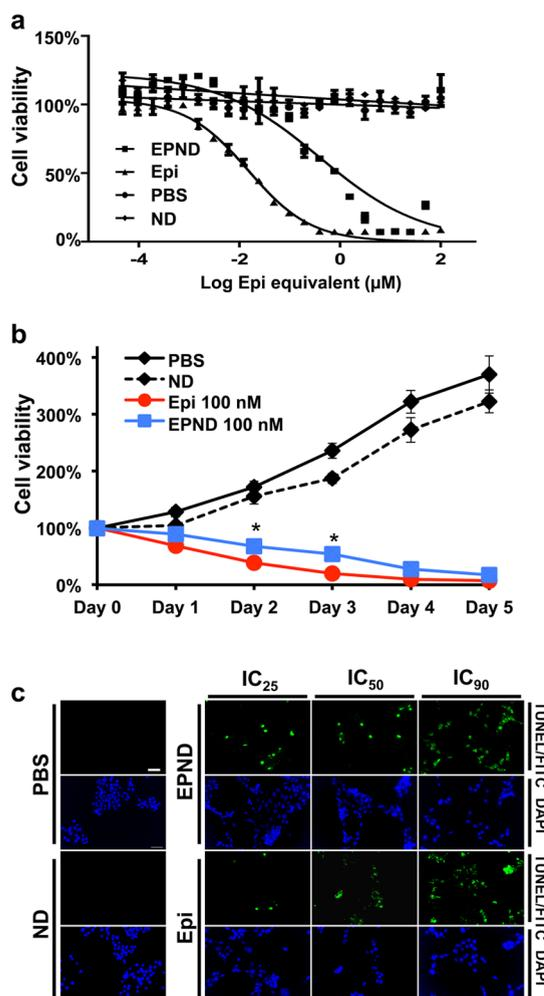 a
150%
100%
50%
0%
Cell viability
EPND
Epi
PBS
ND
-4 -2 0 2
Log Epi equivalent (μM)
b
400%
300%
200%
100%
0%
Cell viability
PBS
ND
Epi 100 nM
EPND 100 nM
* *
Day 0 Day 1 Day 2 Day 3 Day 4 Day 5
c
IC25 IC50 IC90
PBS
EPND
TUNEL/FITC DAPI
ND
Epi
TUNEL/FITC DAPI